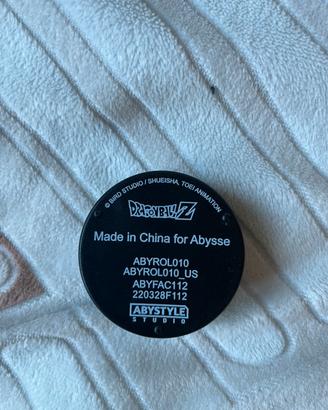 © BIRD STUDIO / SHUEISHA, TOEI ANIMATION
DRAGON BALL Z
Made in China for Abysse
ABYROL010
ABYROL010_US
ABYFAC112
220328F112
ABYSTYLE
STUDIO